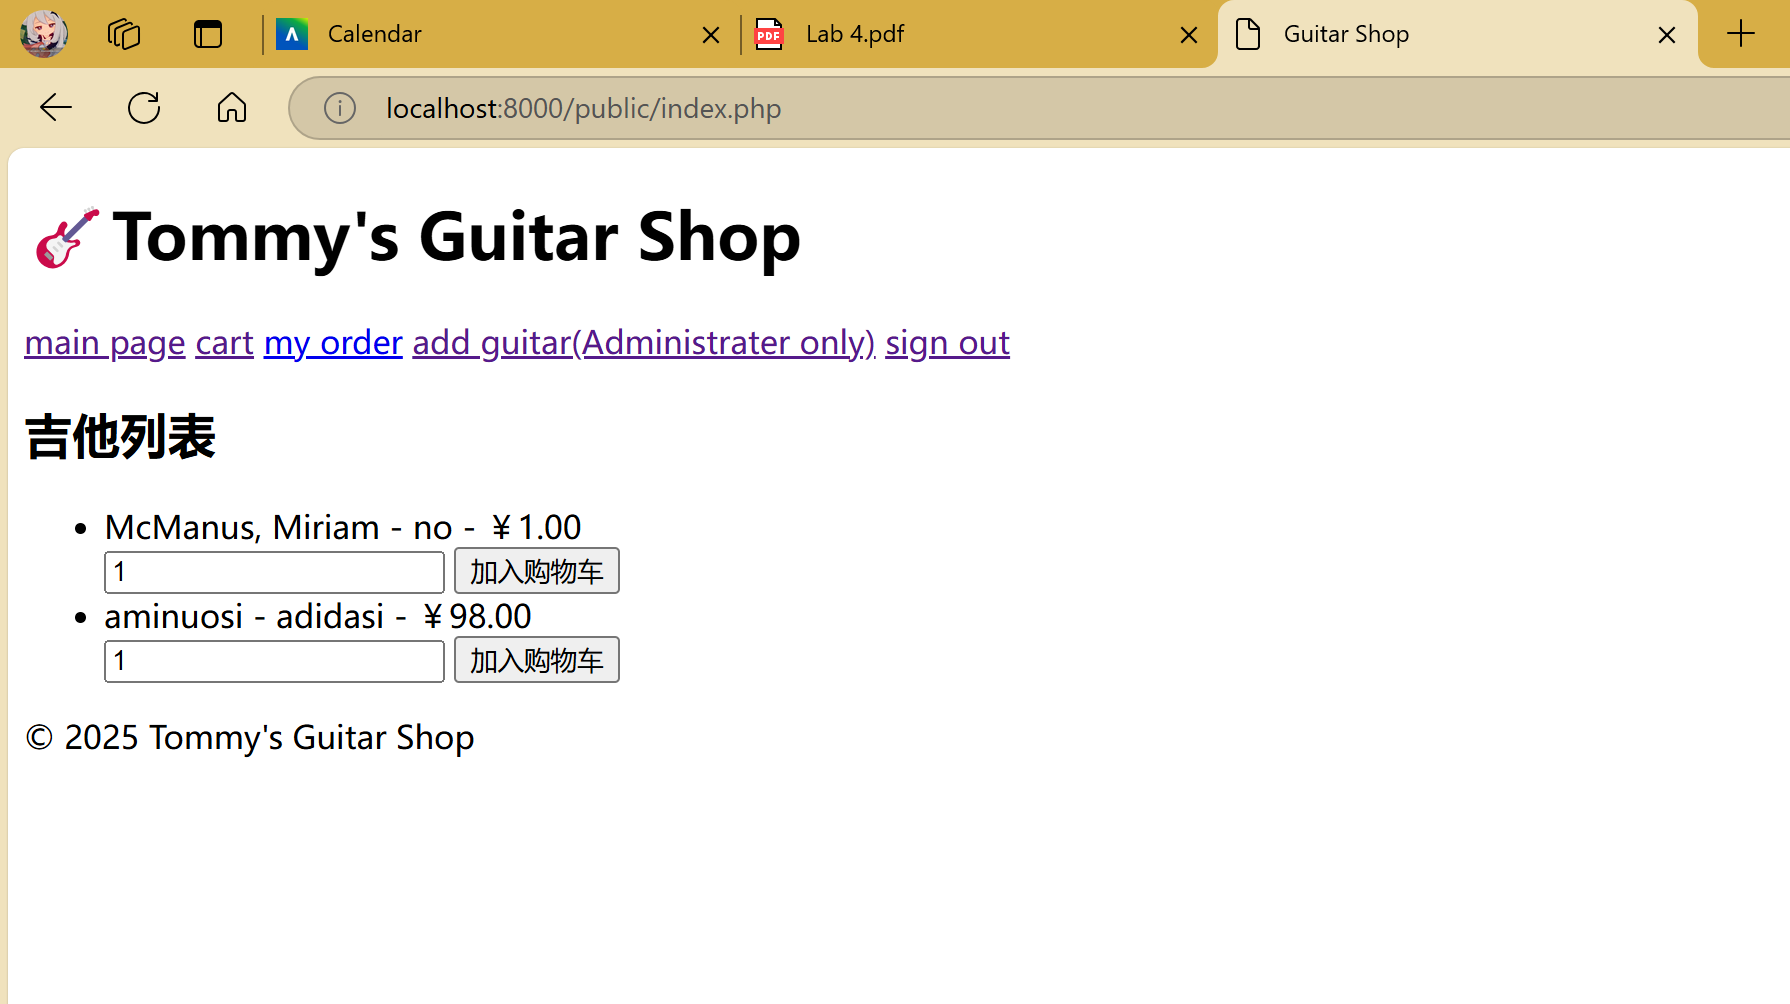 Calendar
Lab 4.pdf
Guitar Shop
localhost:8000/public/index.php
Tommy's Guitar Shop
main page cart my order add guitar(Administrater only) sign out
吉他列表
McManus, Miriam - no - ￥1.00
1 加入购物车
aminuosi - adidasi - ￥98.00
1 加入购物车
© 2025 Tommy's Guitar Shop